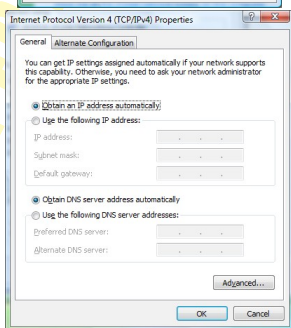 Internet Protocol Version 4 (TCP/IPv4) Properties
General Alternate Configuration
You can get IP settings assigned automatically if your network supports
this capability. Otherwise, you need to ask your network administrator
for the appropriate IP settings.
Obtain an IP address automatically
Use the following IP address:
IP address:
Subnet mask:
Default gateway:
Obtain DNS server address automatically
Use the following DNS server addresses:
Preferred DNS server:
Alternate DNS server:
Advanced...
OK Cancel